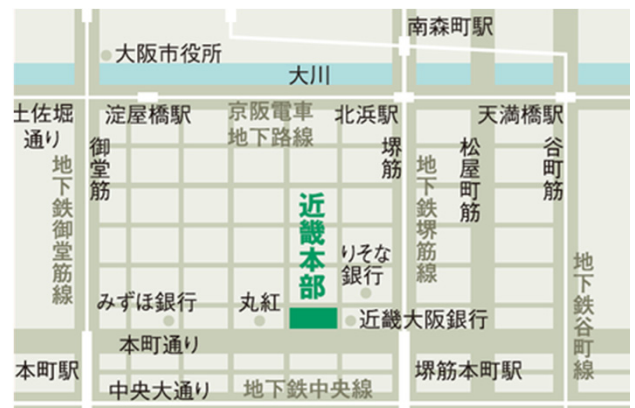 南森町駅
大阪市役所
大川
土佐堀
通り
淀屋橋駅
京阪電車
地下路線
北浜駅
天満橋駅
御堂筋
堺筋
松屋町筋
谷町筋
地下鉄御堂筋線
地下鉄堺筋線
近畿本部
りそな
銀行
地下鉄谷町線
みずほ銀行
丸紅
近畿大阪銀行
本町通り
本町駅
堺筋本町駅
中央大通り
地下鉄中央線